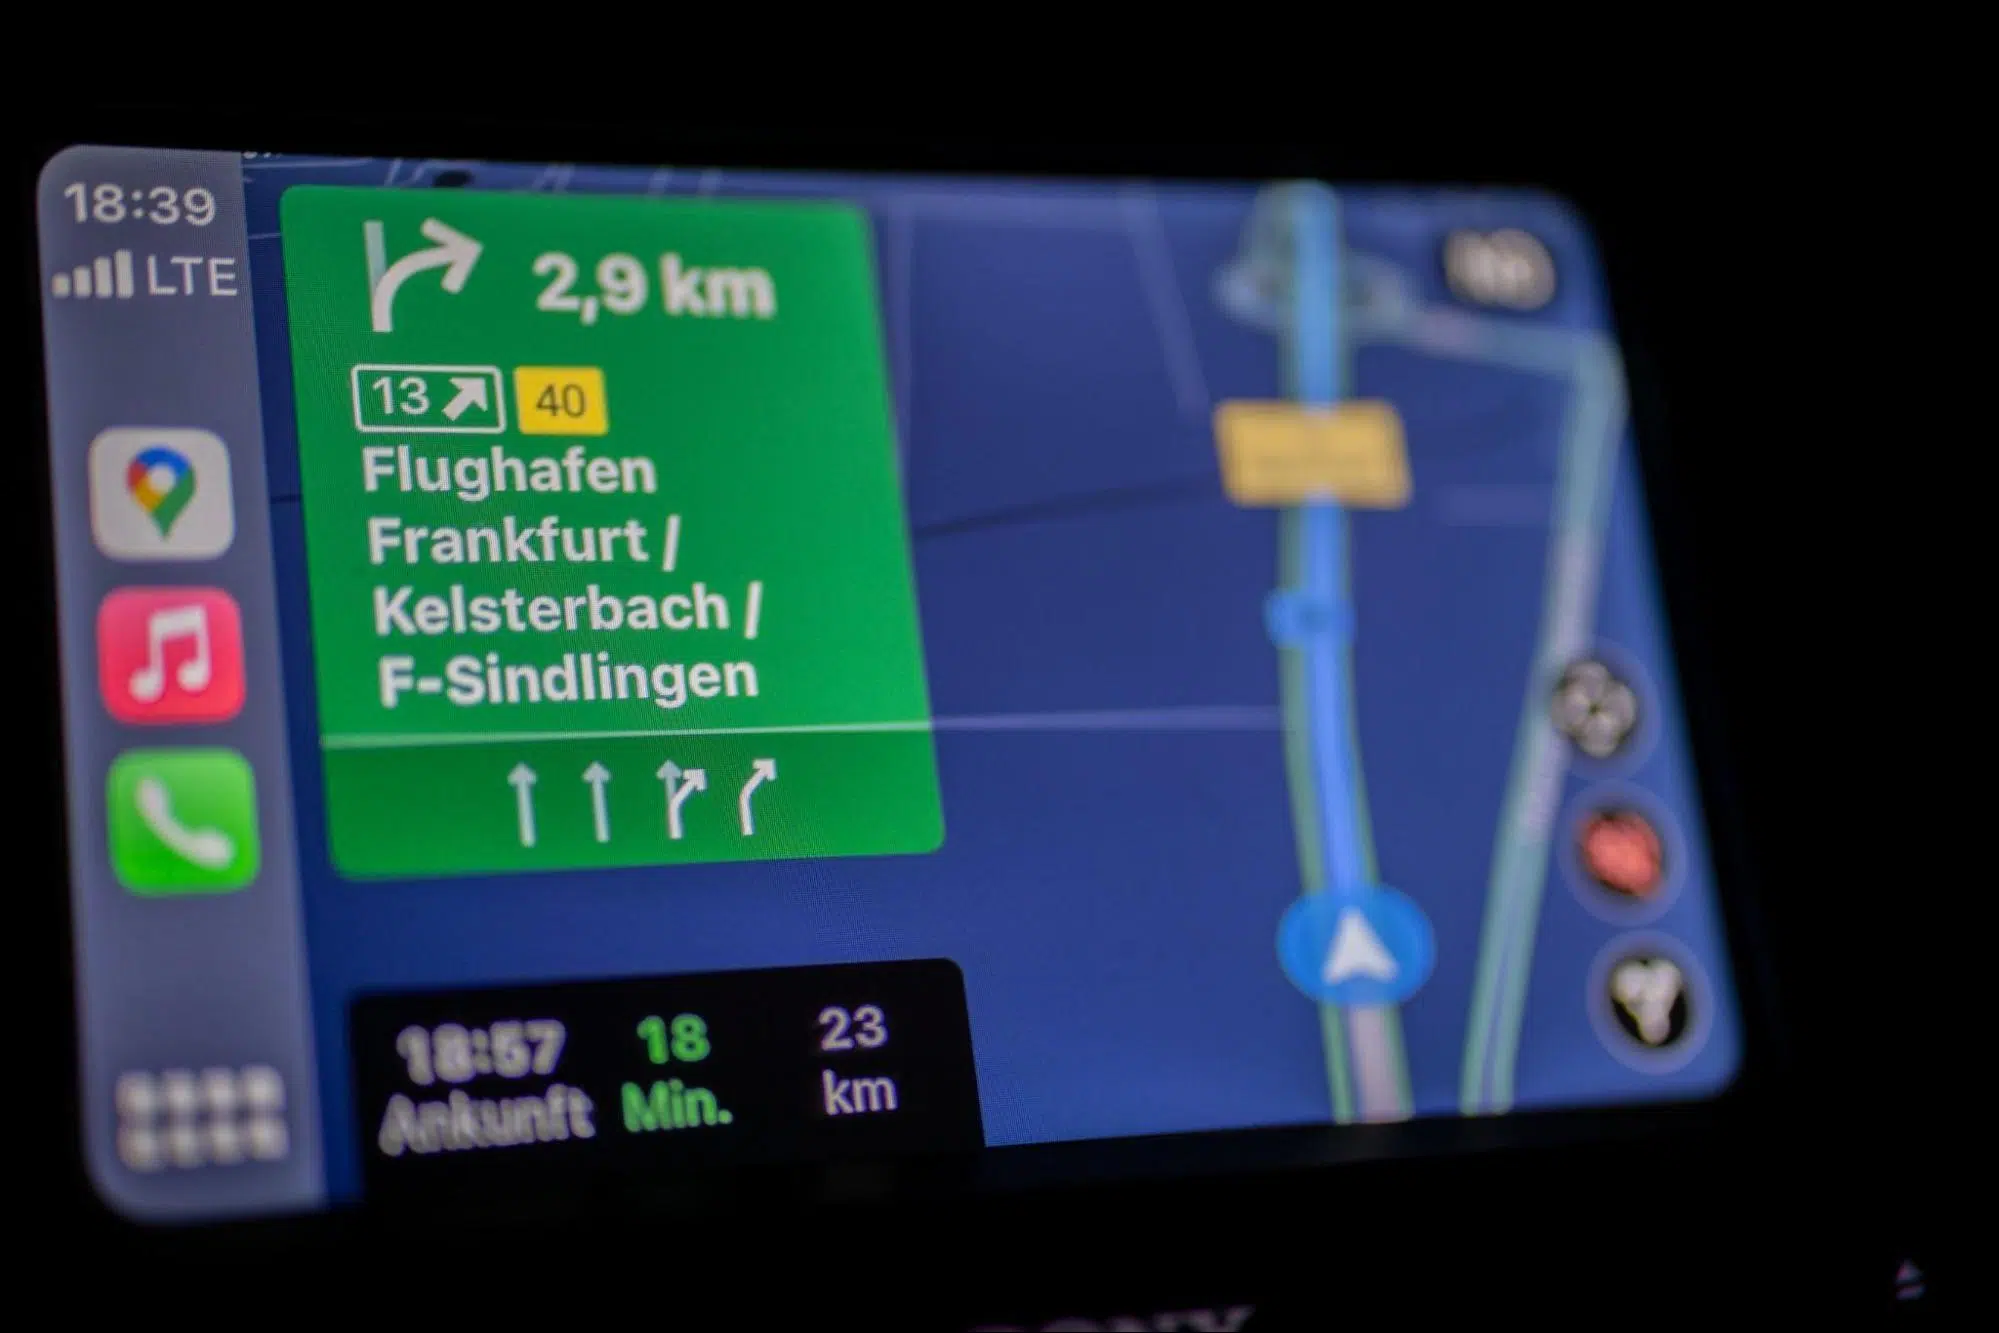 18:39
LTE
2,9 km
13 40
Flughafen
Frankfurt /
Kelsterbach /
F-Sindlingen
18:57 18 23
Ankunft Min. km
SONY